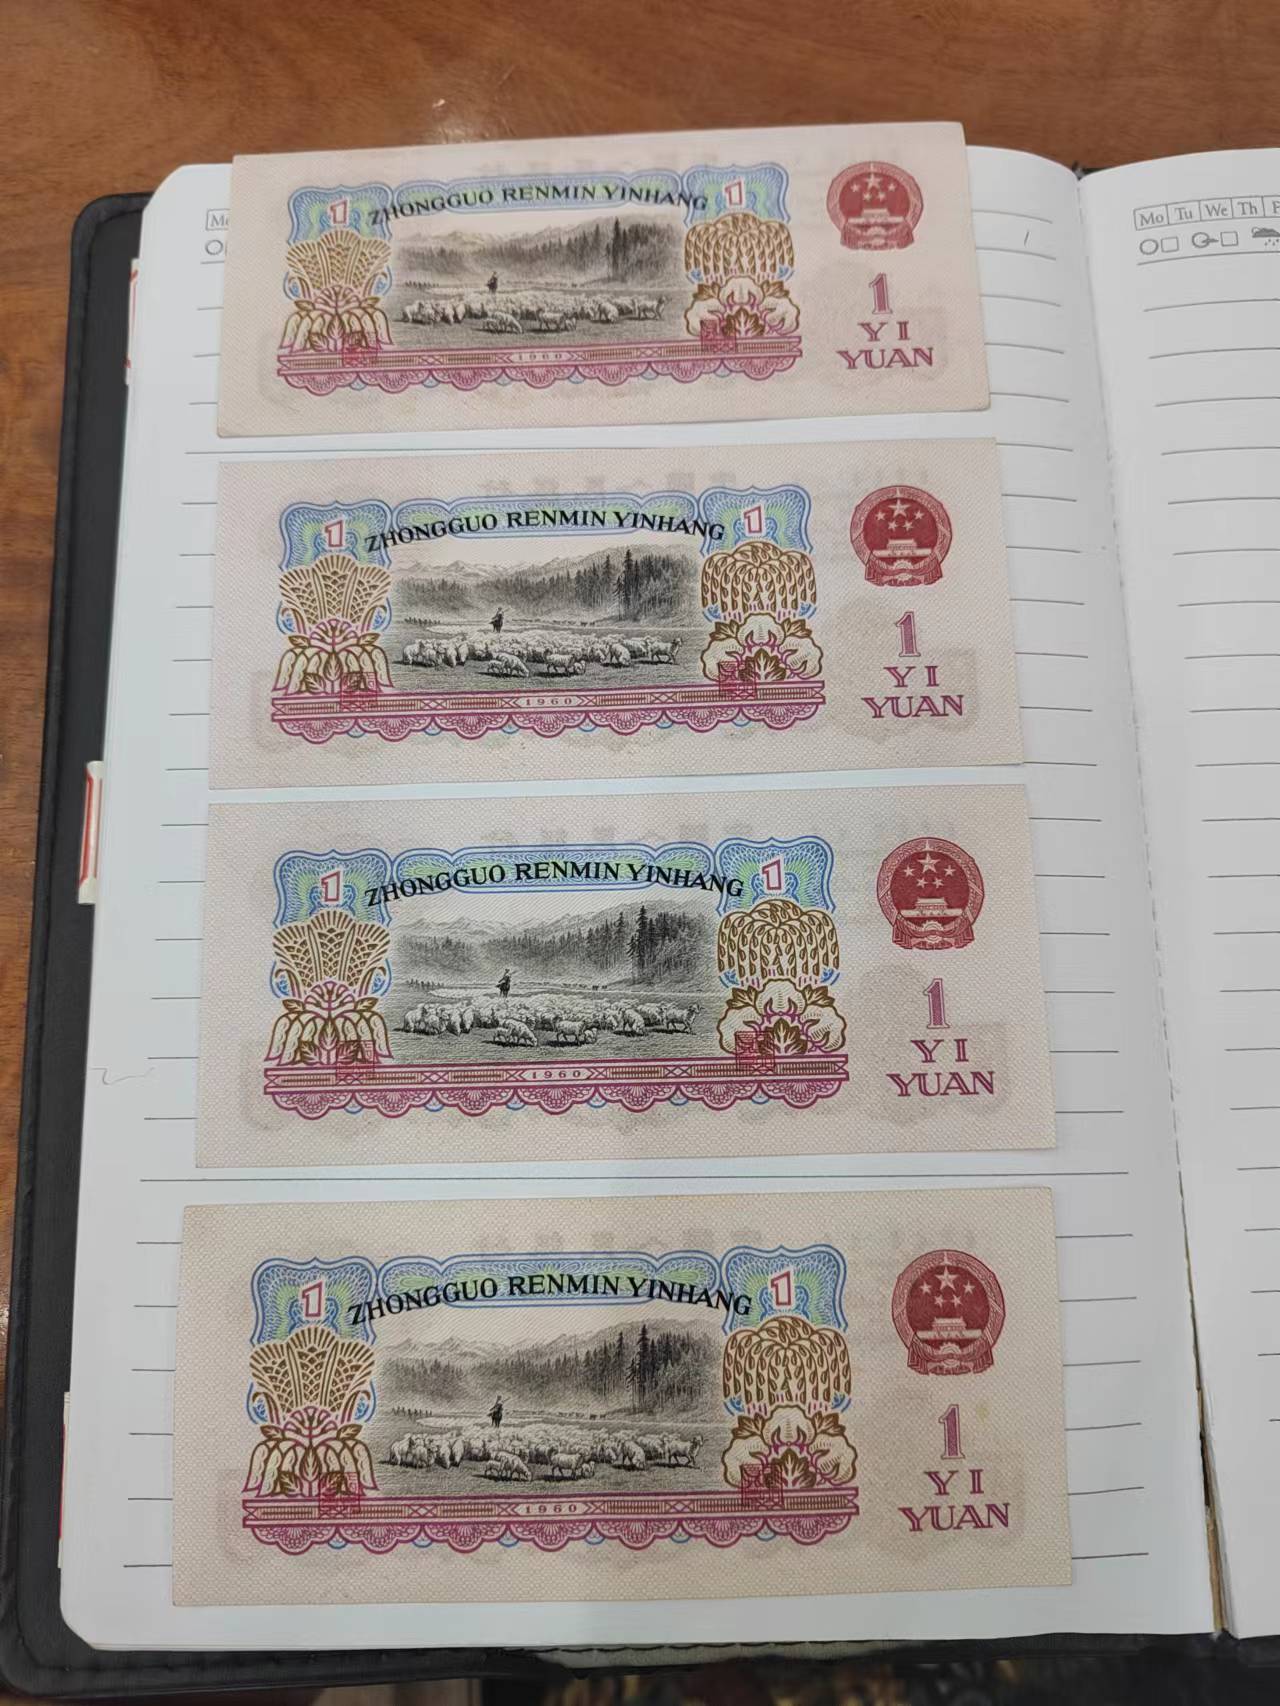 Mo Tu We Th F
1
1
ZHONGGUO RENMIN YINHANG
1
YI
YUAN
1960
1
1
ZHONGGUO RENMIN YINHANG
1
YI
YUAN
1960
1
1
ZHONGGUO RENMIN YINHANG
1
YI
YUAN
1960
1
1
ZHONGGUO RENMIN YINHANG
1
YI
YUAN
1960